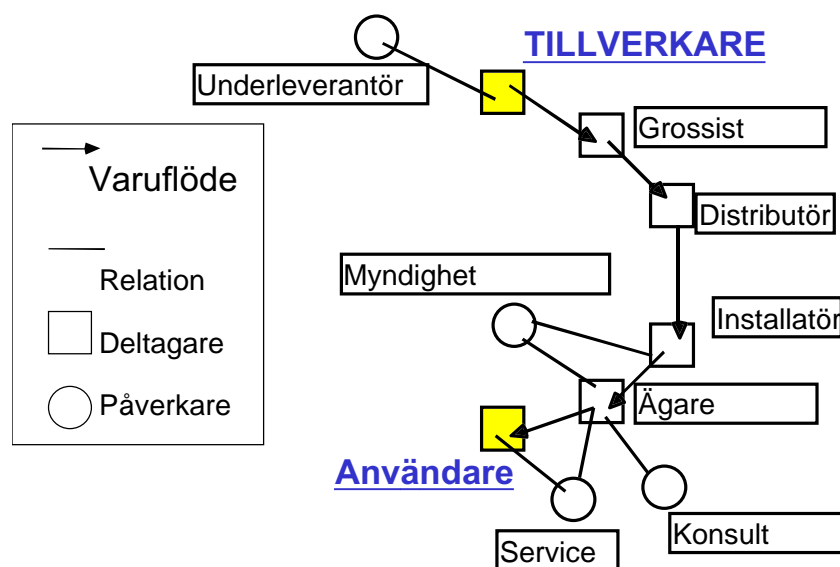 TILLVERKARE
Underleverantör
Grossist
Varuflöde
Distributör
Myndighet
Relation
Installatör
Deltagare
Ägare
Påverkare
Användare
Konsult
Service